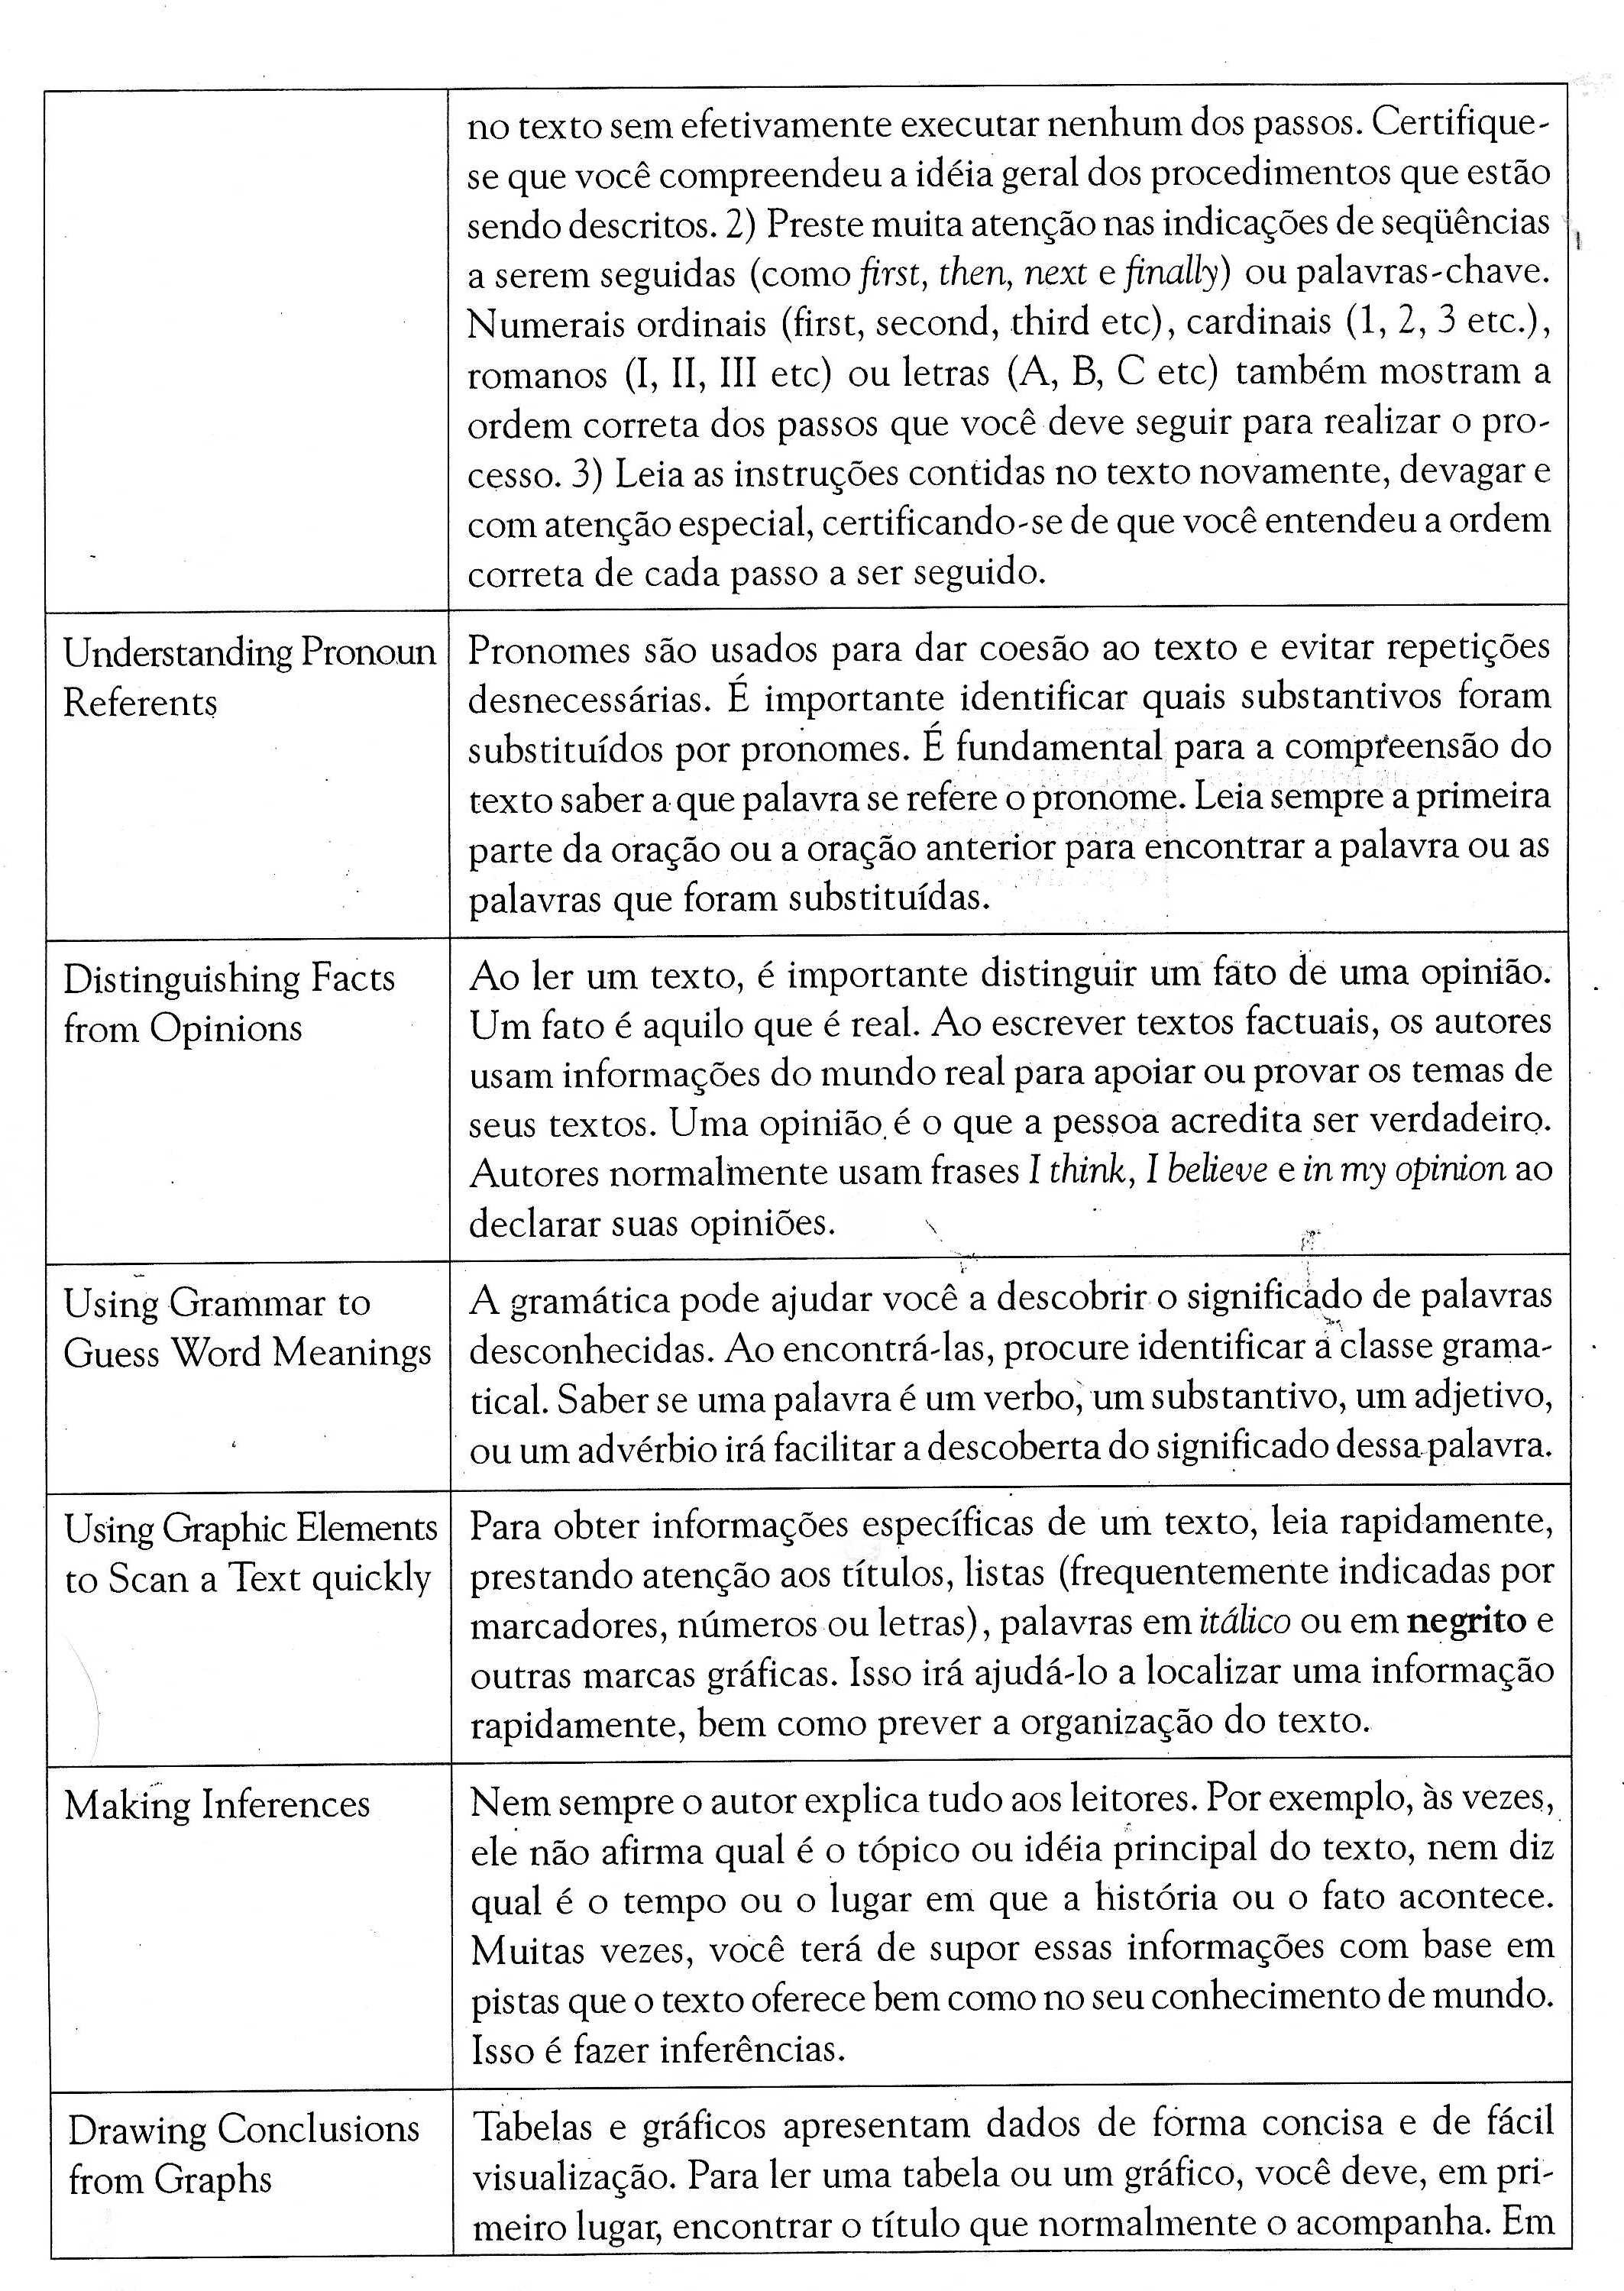 no texto sem efetivamente executar nenhum dos passos. Certifique-
se que você compreendeu a idéia geral dos procedimentos que estão
sendo descritos. 2) Preste muita atenção nas indicações de seqüências
a serem seguidas (como first, then, next e finally) ou palavras-chave.
Numerais ordinais (first, second, third etc), cardinais (1, 2, 3 etc.),
romanos (I, II, III etc) ou letras (A, B, C etc) também mostram a
ordem correta dos passos que você deve seguir para realizar o pro-
cesso. 3) Leia as instruções contidas no texto novamente, devagar e
com atenção especial, certificando-se de que você entendeu a ordem
correta de cada passo a ser seguido.
Understanding Pronoun
Referents
Pronomes são usados para dar coesão ao texto e evitar repetições
desnecessárias. É importante identificar quais substantivos foram
substituídos por pronomes. É fundamental para a compreensão do
texto saber a que palavra se refere o pronome. Leia sempre a primeira
parte da oração ou a oração anterior para encontrar a palavra ou as
palavras que foram substituídas.
Distinguishing Facts
from Opinions
Ao ler um texto, é importante distinguir um fato de uma opinião.
Um fato é aquilo que é real. Ao escrever textos factuais, os autores
usam informações do mundo real para apoiar ou provar os temas de
seus textos. Uma opinião é o que a pessoa acredita ser verdadeiro.
Autores normalmente usam frases I think, I believe e in my opinion ao
declarar suas opiniões.
Using Grammar to
Guess Word Meanings
A gramática pode ajudar você a descobrir o significado de palavras
desconhecidas. Ao encontrá-las, procure identificar a classe grama-
tical. Saber se uma palavra é um verbo, um substantivo, um adjetivo,
ou um advérbio irá facilitar a descoberta do significado dessa palavra.
Using Graphic Elements
to Scan a Text quickly
Para obter informações específicas de um texto, leia rapidamente,
prestando atenção aos títulos, listas (frequentemente indicadas por
marcadores, números ou letras), palavras em itálico ou em negrito e
outras marcas gráficas. Isso irá ajudá-lo a localizar uma informação
rapidamente, bem como prever a organização do texto.
Making Inferences
Nem sempre o autor explica tudo aos leitores. Por exemplo, às vezes,
ele não afirma qual é o tópico ou idéia principal do texto, nem diz
qual é o tempo ou o lugar em que a história ou o fato acontece.
Muitas vezes, você terá de supor essas informações com base em
pistas que o texto oferece bem como no seu conhecimento de mundo.
Isso é fazer inferências.
Drawing Conclusions
from Graphs
Tabelas e gráficos apresentam dados de forma concisa e de fácil
visualização. Para ler uma tabela ou um gráfico, você deve, em pri-
meiro lugar, encontrar o título que normalmente o acompanha. Em